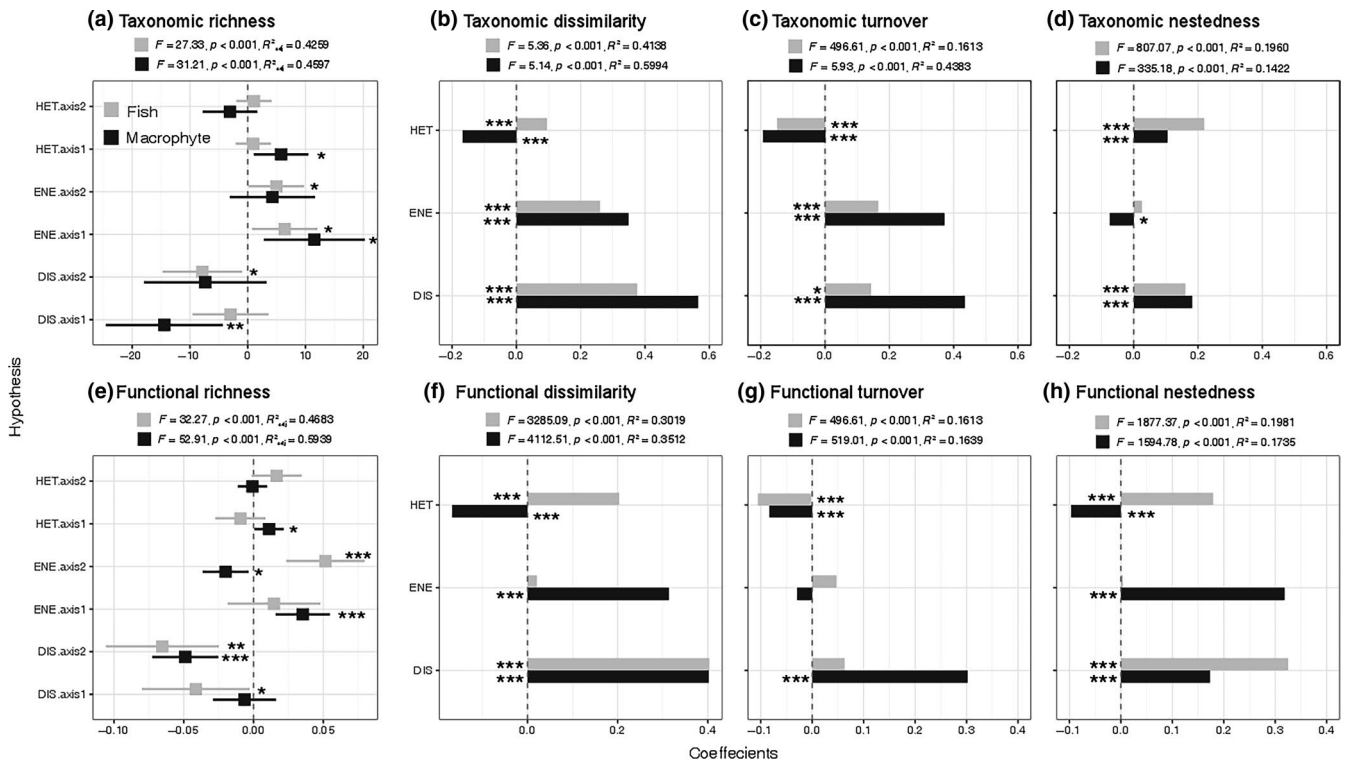 (a) Taxonomic richness
F = 27.33, p < 0.001, R²adj = 0.4259
F = 31.21, p < 0.001, R²adj = 0.4597
Fish
Macrophyte
HET.axis2
HET.axis1
*
ENE.axis2
*
ENE.axis1
*
*
DIS.axis2
*
DIS.axis1
**
−20 −10 0 10 20
(b) Taxonomic dissimilarity
F = 5.36, p < 0.001, R² = 0.4138
F = 5.14, p < 0.001, R² = 0.5994
HET
***
***
ENE
***
***
DIS
***
***
−0.2 0.0 0.2 0.4 0.6
(c) Taxonomic turnover
F = 496.61, p < 0.001, R² = 0.1613
F = 5.93, p < 0.001, R² = 0.4383
***
***
***
***
*
***
−0.2 0.0 0.2 0.4 0.6
(d) Taxonomic nestedness
F = 807.07, p < 0.001, R² = 0.1960
F = 335.18, p < 0.001, R² = 0.1422
***
***
*
***
***
−0.2 0.0 0.2 0.4 0.6
Hypothesis
(e) Functional richness
F = 32.27, p < 0.001, R²adj = 0.4683
F = 52.91, p < 0.001, R²adj = 0.5939
HET.axis2
HET.axis1
*
ENE.axis2
***
*
ENE.axis1
***
DIS.axis2
**
***
DIS.axis1
*
−0.10 −0.05 0.00 0.05
(f) Functional dissimilarity
F = 3285.09, p < 0.001, R² = 0.3019
F = 4112.51, p < 0.001, R² = 0.3512
HET
***
***
ENE
***
DIS
***
***
0.0 0.2 0.4
(g) Functional turnover
F = 496.61, p < 0.001, R² = 0.1613
F = 519.01, p < 0.001, R² = 0.1639
***
***
***
−0.1 0.0 0.1 0.2 0.3 0.4
(h) Functional nestedness
F = 1877.37, p < 0.001, R² = 0.1981
F = 1594.78, p < 0.001, R² = 0.1735
***
***
***
***
***
−0.1 0.0 0.1 0.2 0.3 0.4
Coeffecients